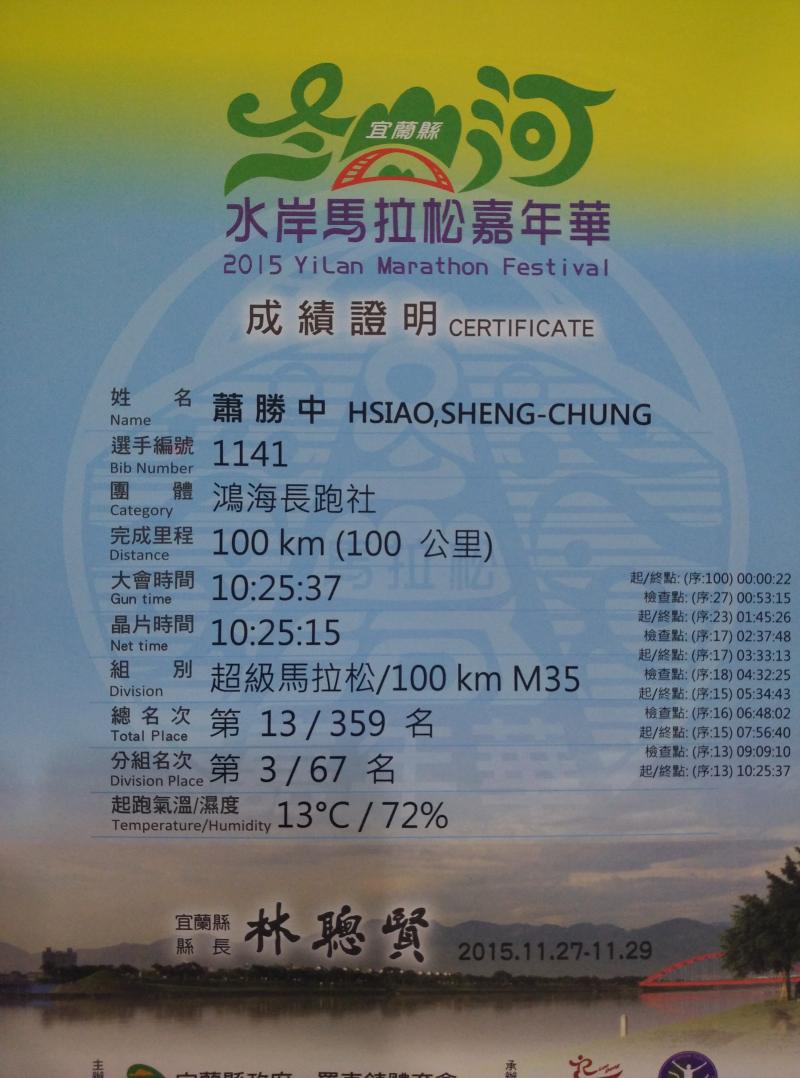 冬山河
宜蘭縣
水岸馬拉松嘉年華
2015 YiLan Marathon Festival
成績證明 CERTIFICATE
姓名 蕭勝中 HSIAO,SHENG-CHUNG
Name
選手編號 1141
Bib Number
團體 鴻海長跑社
Category
完成里程 100 km (100 公里)
Distance
大會時間 10:25:37
Gun time
晶片時間 10:25:15
Net time
組別 超級馬拉松/100 km M35
Division
總名次 第 13 / 359 名
Total Place
分組名次 第 3 / 67 名
Division Place
起跑氣溫/濕度 13°C / 72%
Temperature/Humidity
起/終點: (序:100) 00:00:22
檢查點: (序:27) 00:53:15
起/終點: (序:23) 01:45:26
檢查點: (序:17) 02:37:48
起/終點: (序:17) 03:33:13
檢查點: (序:18) 04:32:25
起/終點: (序:15) 05:34:43
檢查點: (序:16) 06:48:02
起/終點: (序:15) 07:56:40
檢查點: (序:13) 09:09:10
起/終點: (序:13) 10:25:37
宜蘭縣
縣長 林聰賢 2015.11.27-11.29
主辦 宜蘭縣政府 羅東鎮體育會 承辦